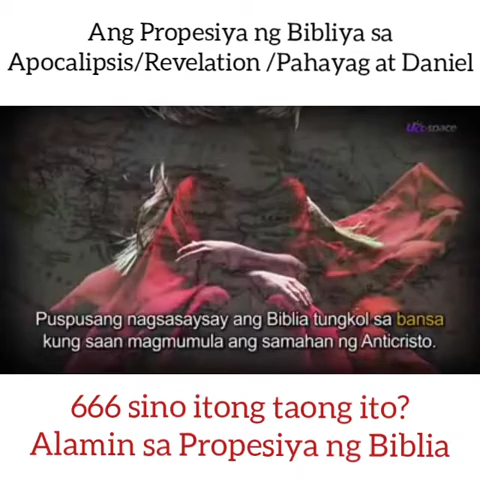 Ang Propesiya ng Bibliya sa
Apocalipsis/Revelation /Pahayag at Daniel
Puspusang nagsasaysay ang Biblia tungkol sa bansa
kung saan magmumula ang samahan ng Anticristo.
666 sino itong taong ito?
Alamin sa Propesiya ng Biblia